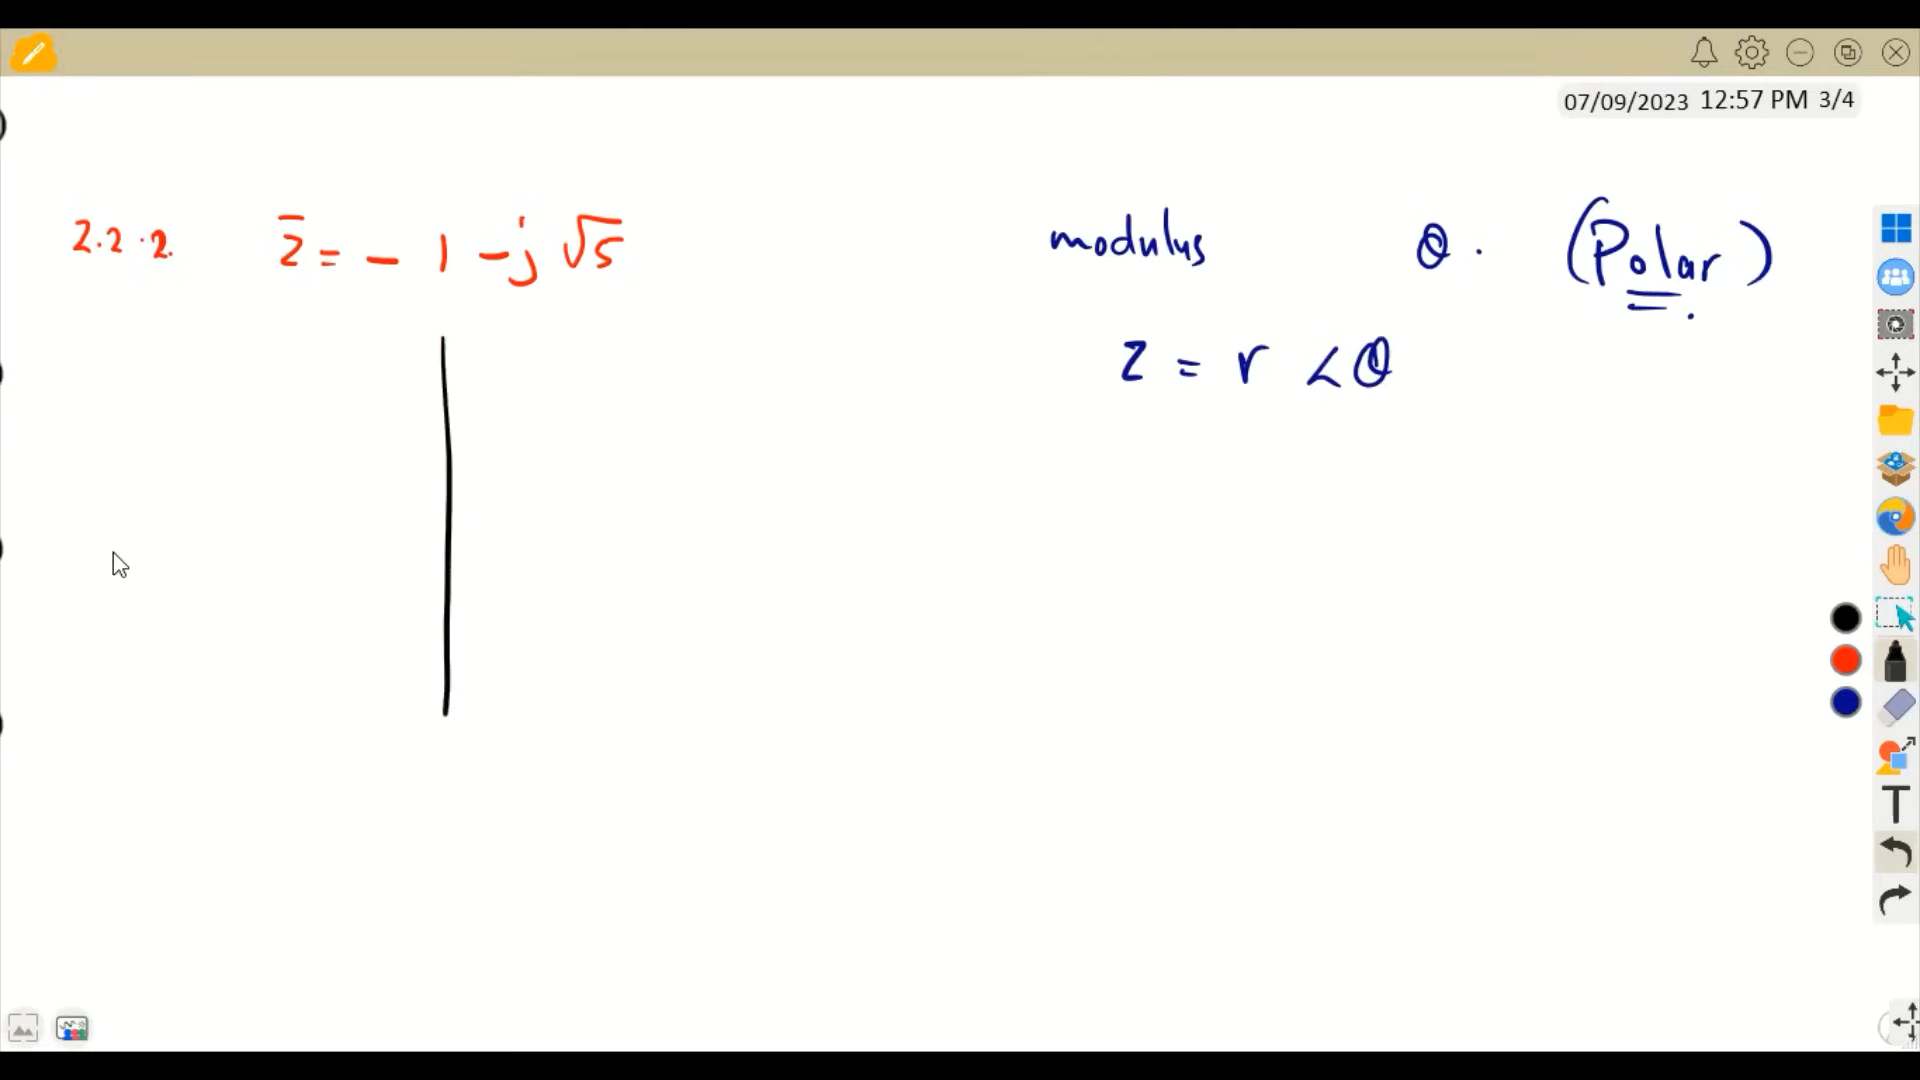 07/09/2023 12:57 PM 3/4
2.2.2. z̅ = - 1 - j √5
modulus θ. (Polar)
z = r ∠θ
T